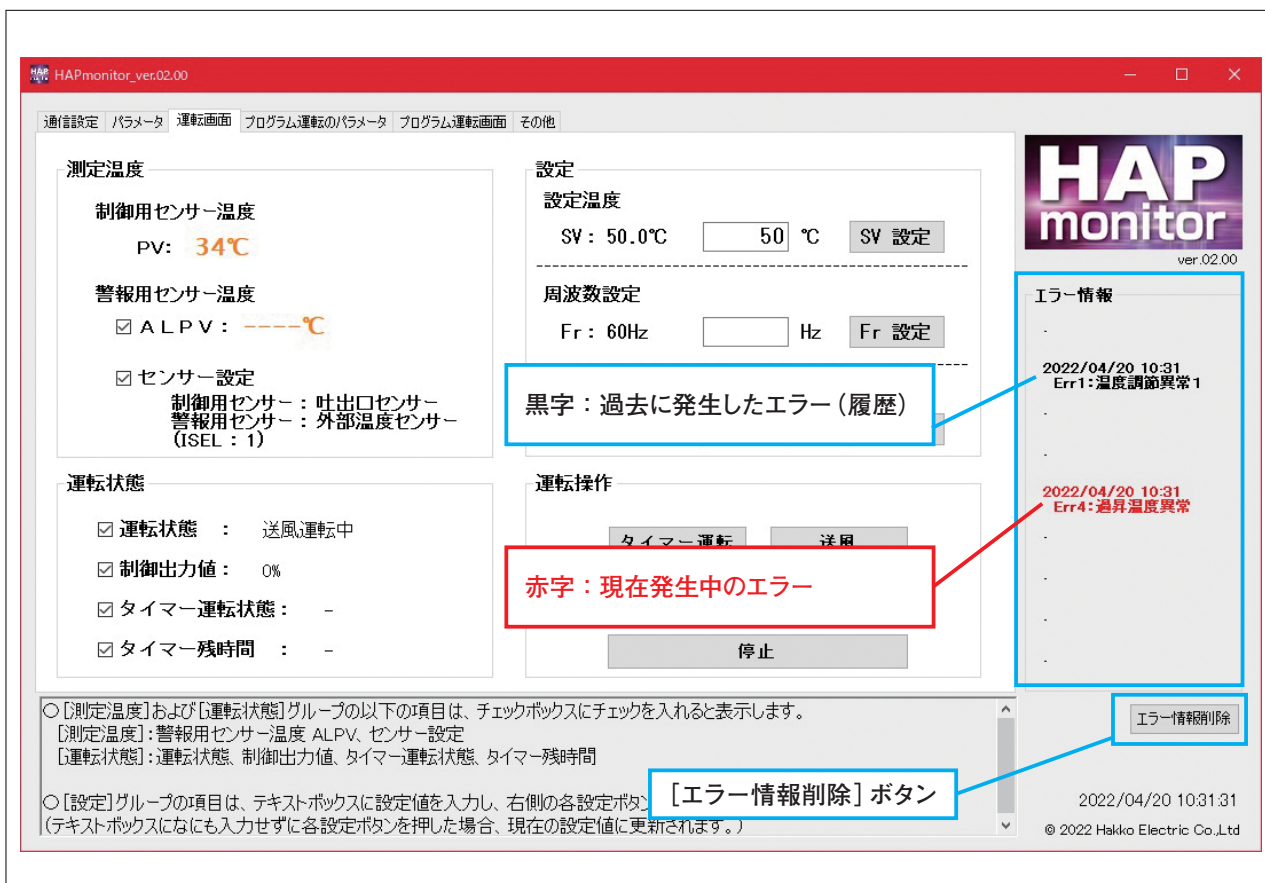 HAPmonitor_ver.02.00
通信設定 パラメータ 運転画面 プログラム運転のパラメータ プログラム運転画面 その他
測定温度
制御用センサー温度
PV: 34℃
警報用センサー温度
ALPV: ----℃
センサー設定
制御用センサー：吐出口センサー
警報用センサー：外部温度センサー
(ISEL：1)
設定
設定温度
SV: 50.0℃ 50 ℃ SV 設定
周波数設定
Fr: 60Hz Hz Fr 設定
黒字：過去に発生したエラー（履歴）
運転状態
運転状態 ： 送風運転中
制御出力値： 0%
タイマー運転状態： -
タイマー残時間 ： -
運転操作
タイマー運転 送風
赤字：現在発生中のエラー
停止
HAP
monitor
ver.02.00
エラー情報
2022/04/20 10:31
Err1:温度調節異常1
2022/04/20 10:31
Err4:過昇温度異常
エラー情報削除
○[測定温度]および[運転状態]グループの以下の項目は、チェックボックスにチェックを入れると表示します。
[測定温度]：警報用センサー温度 ALPV、センサー設定
[運転状態]：運転状態、制御出力値、タイマー運転状態、タイマー残時間
○[設定]グループの項目は、テキストボックスに設定値を入力し、右側の各設定ボタン
(テキストボックスになにも入力せずに各設定ボタンを押した場合、現在の設定値に更新されます。)
［エラー情報削除］ボタン
2022/04/20 10:31:31
© 2022 Hakko Electric Co.,Ltd